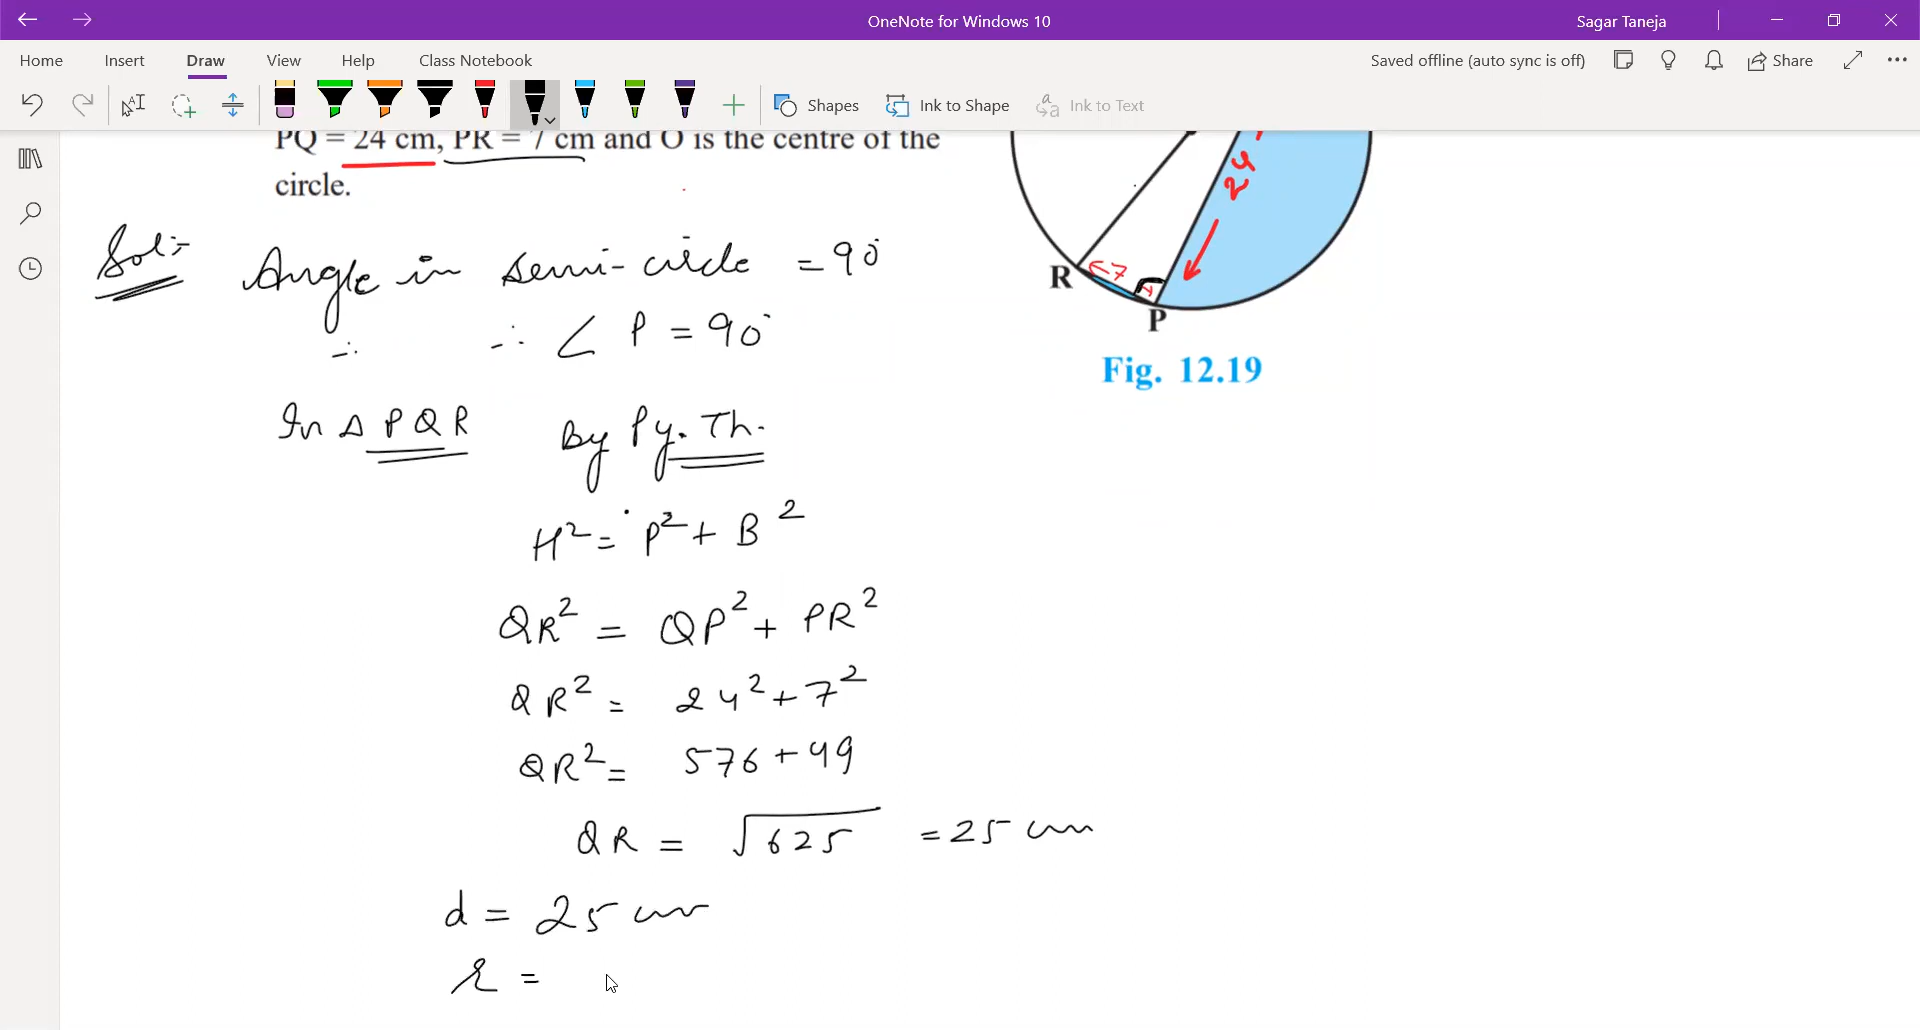 OneNote for Windows 10
Sagar Taneja
Home Insert Draw View Help Class Notebook
Saved offline (auto sync is off) Share
Shapes Ink to Shape Ink to Text
PQ = 24 cm, PR = 7 cm and O is the centre of the
circle.
24
R
7
P
Fig. 12.19
Sol:-
Angle in semi-circle = 90°
∴
∴ ∠ P = 90°
In △ PQR By Py. Th.
H² = P² + B²
QR² = QP² + PR²
QR² = 24² + 7²
QR² = 576 + 49
QR = √625 = 25 cm
d = 25 cm
r =